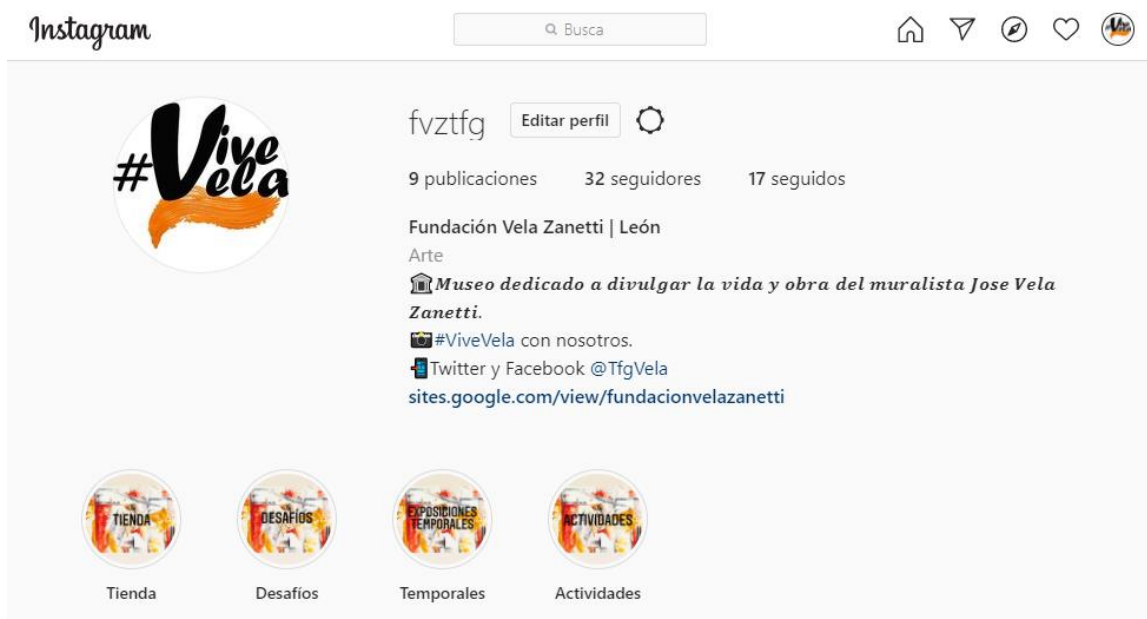 Instagram
Busca
#Vive
Vela
Vive
Vela
fvztfg Editar perfil
9 publicaciones 32 seguidores 17 seguidos
Fundación Vela Zanetti | León
Arte
🏛️Museo dedicado a divulgar la vida y obra del muralista Jose Vela
Zanetti.
📷#ViveVela con nosotros.
📲Twitter y Facebook @TfgVela
sites.google.com/view/fundacionvelazanetti
TIENDA DESAFÍOS EXPOSICIONES
TEMPORALES ACTIVIDADES
Tienda Desafíos Temporales Actividades